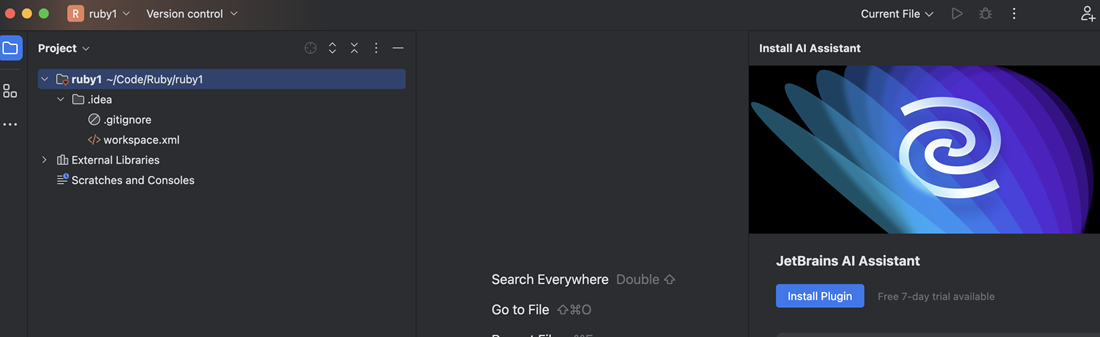 R ruby1 Version control Current File
Project
Install AI Assistant
ruby1 ~/Code/Ruby/ruby1
.idea
.gitignore
</> workspace.xml
External Libraries
Scratches and Consoles
Search Everywhere Double ⇧
Go to File ⇧⌘O
JetBrains AI Assistant
Install Plugin Free 7-day trial available